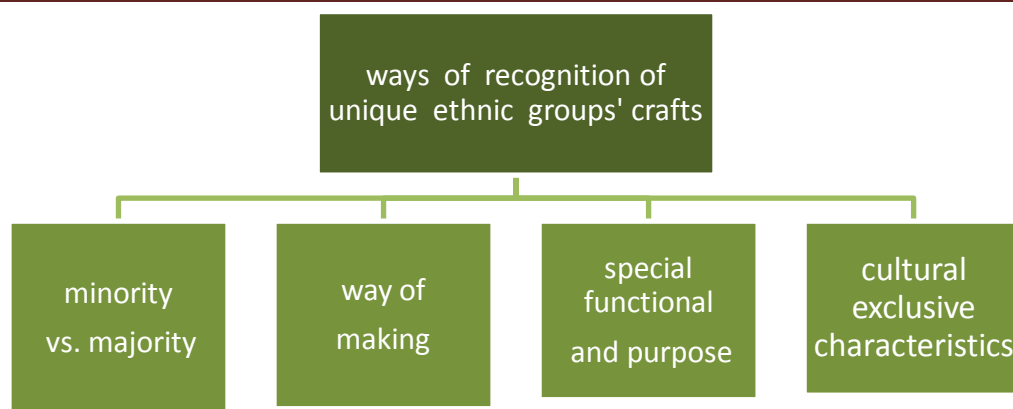 ways of recognition of
unique ethnic groups' crafts
minority
vs. majority
way of
making
special
functional
and purpose
cultural
exclusive
characteristics